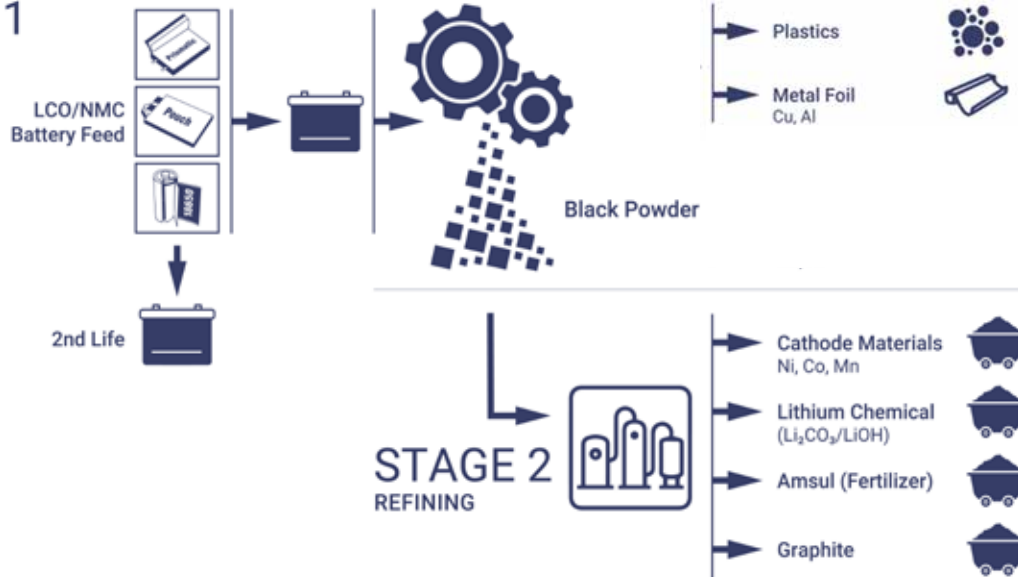 1
Prismatic
LCO/NMC
Battery Feed
Pouch
18650
2nd Life
Black Powder
Plastics
Metal Foil
Cu, Al
STAGE 2
REFINING
Cathode Materials
Ni, Co, Mn
Lithium Chemical
(Li₂CO₃/LiOH)
Amsul (Fertilizer)
Graphite